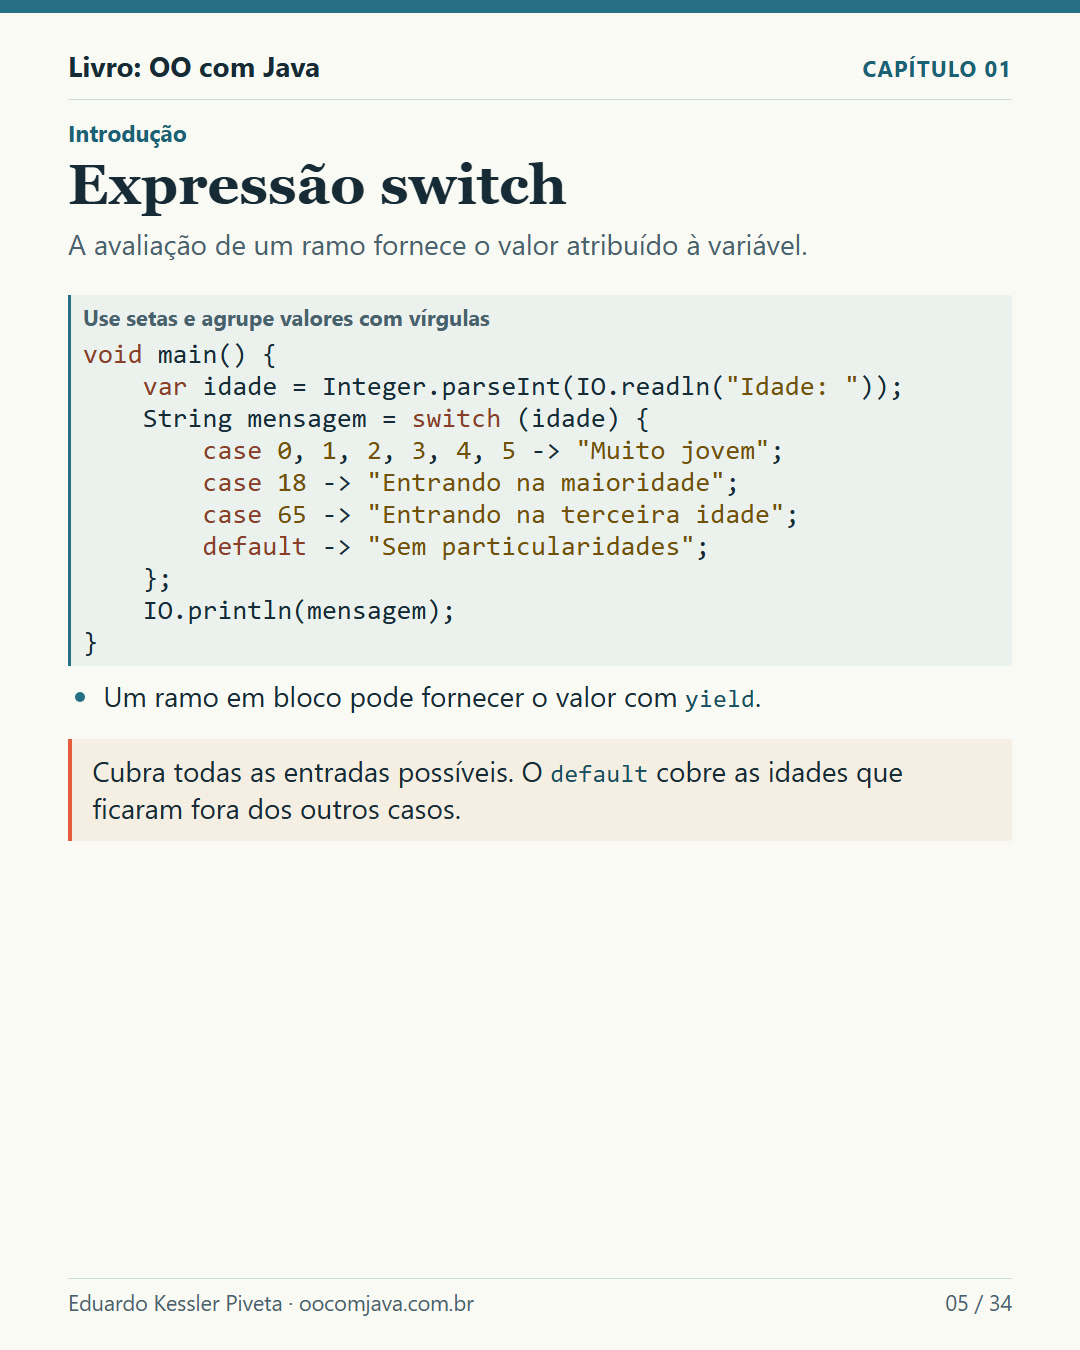 Livro: OO com Java
CAPÍTULO 01
Introdução
Expressão switch
A avaliação de um ramo fornece o valor atribuído à variável.
Use setas e agrupe valores com vírgulas
void main() {
    var idade = Integer.parseInt(IO.readln("Idade: "));
    String mensagem = switch (idade) {
        case 0, 1, 2, 3, 4, 5 -> "Muito jovem";
        case 18 -> "Entrando na maioridade";
        case 65 -> "Entrando na terceira idade";
        default -> "Sem particularidades";
    };
    IO.println(mensagem);
}
• Um ramo em bloco pode fornecer o valor com yield.
Cubra todas as entradas possíveis. O default cobre as idades que
ficaram fora dos outros casos.
Eduardo Kessler Piveta · oocomjava.com.br
05 / 34